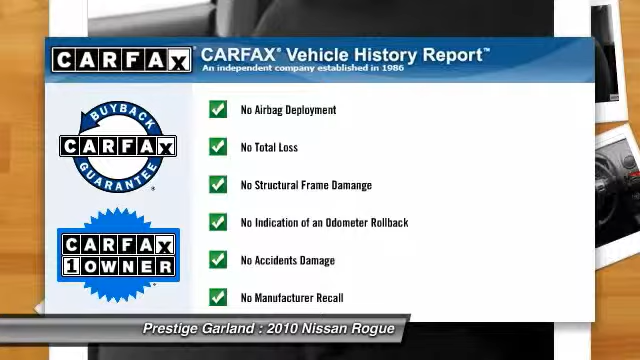 CARFAX® CARFAX® Vehicle History Report™
An independent company established in 1986
BUYBACK
CARFAX
GUARANTEE
No Airbag Deployment
No Total Loss
No Structural Frame Damange
No Indication of an Odometer Rollback
CARFAX
1 OWNER
No Accidents Damage
No Manufacturer Recall
Prestige Garland : 2010 Nissan Rogue